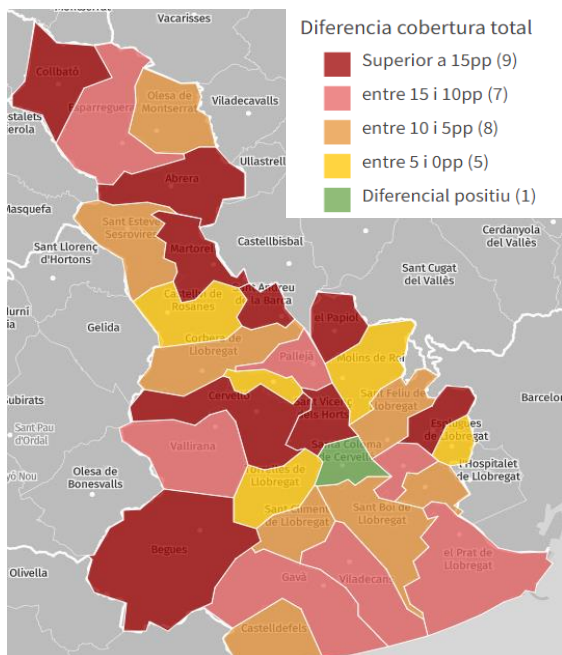 Diferencia cobertura total
Superior a 15pp (9)
entre 15 i 10pp (7)
entre 10 i 5pp (8)
entre 5 i 0pp (5)
Diferencial positiu (1)
Vacarisses
Collbató
Esparreguera
Olesa de
Montserrat
Viladecavalls
Ullastrell
Abrera
Masquefa
Sant Esteve
Sesrovires
Sant Llorenç
d'Hortons
Martorell
Castellbisbal
Cerdanyola
del Vallès
Sant Cugat
del Vallès
Castellví de
Rosanes
Sant Andreu
de la Barca
Gelida
el Papiol
Corbera de
Llobregat
Pallejà
Molins de Rei
Subirats
Cervelló
Sant Vicenç
dels Horts
Sant Feliu de
Llobregat
Barcelon
Sant Pau
d'Ordal
Vallirana
Santa Coloma
de Cervelló
Esplugues
de Llobregat
l'Hospitalet
de Llobregat
Olesa de
Bonesvalls
Torrelles de
Llobregat
Sant Climent
de Llobregat
Sant Boi de
Llobregat
Begues
el Prat de
Llobregat
Olivella
Gavà
Viladecans
Castelldefels